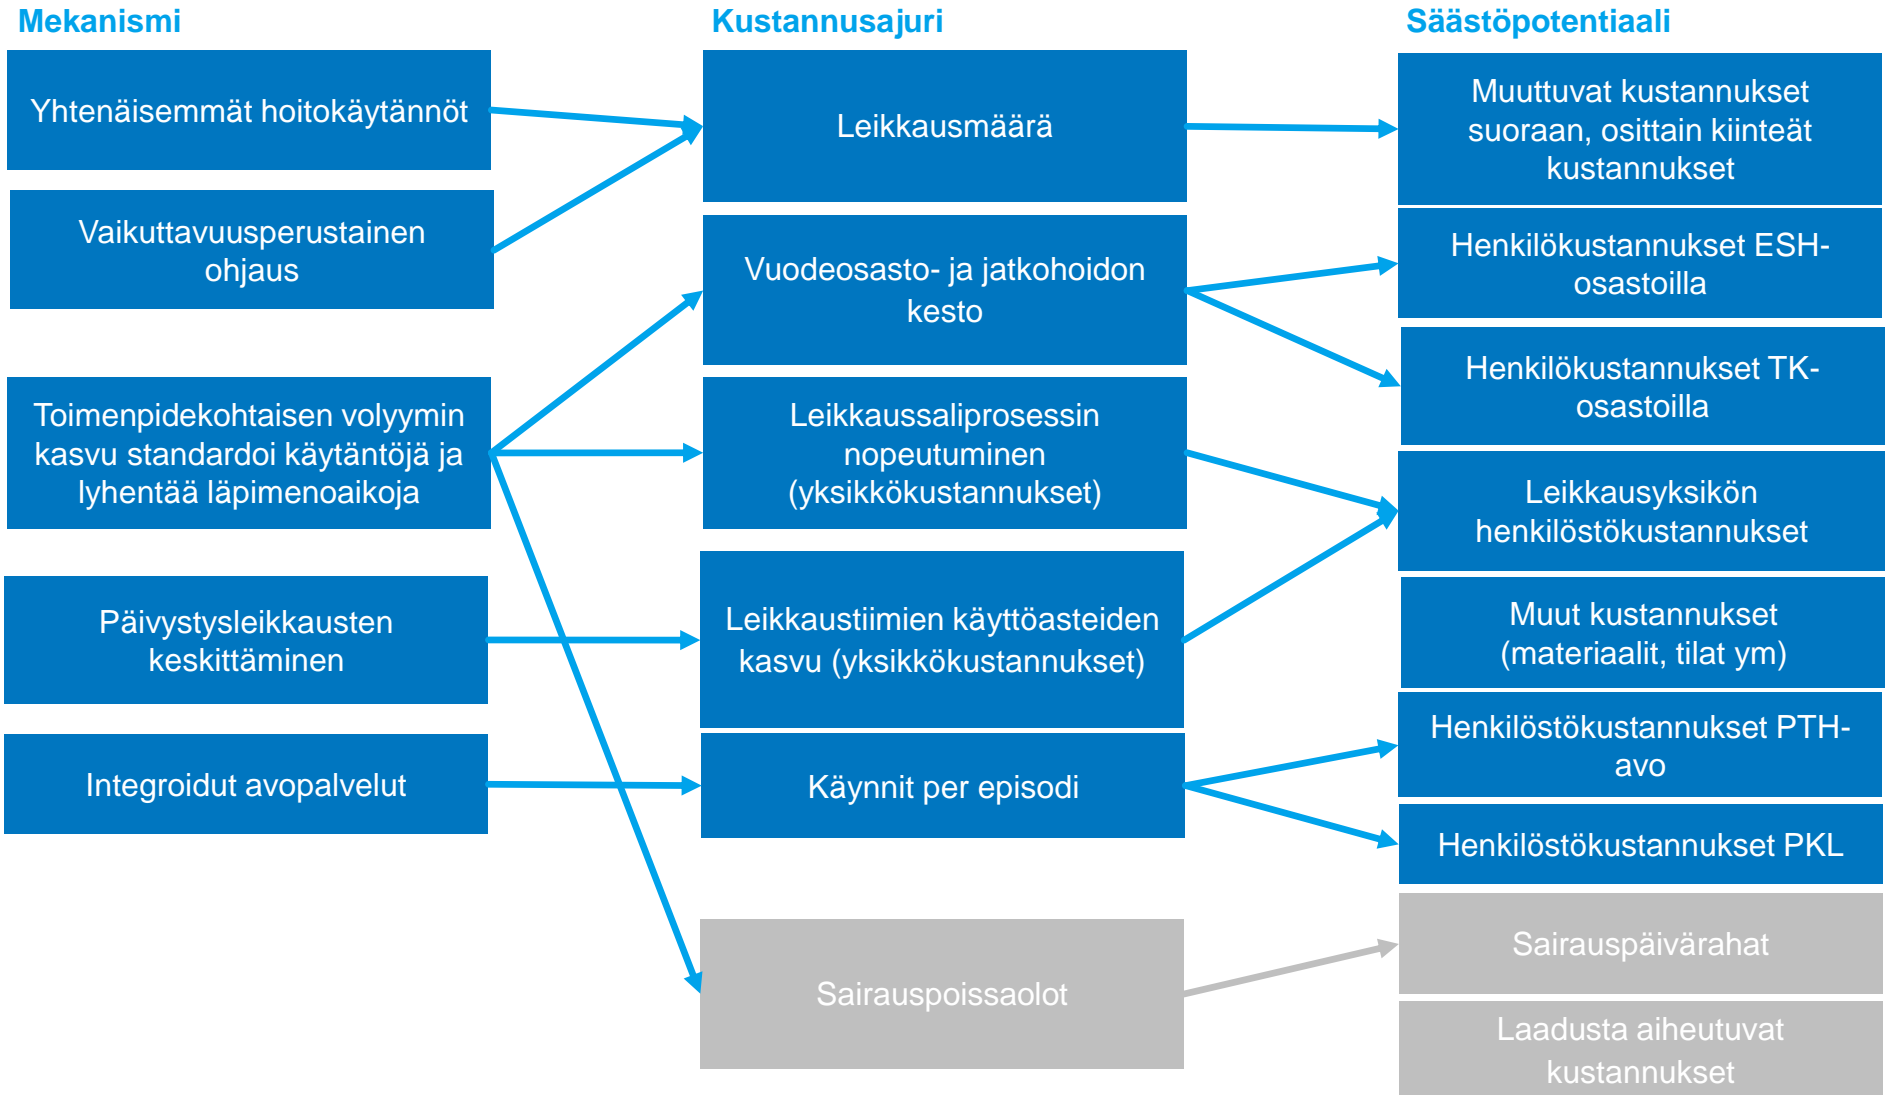 Mekanismi
Yhtenäisemmät hoitokäytännöt
Vaikuttavuusperustainen
ohjaus
Toimenpidekohtaisen volyymin
kasvu standardoi käytäntöjä ja
lyhentää läpimenoaikoja
Päivystysleikkausten
keskittäminen
Integroidut avopalvelut
Kustannusajuri
Leikkausmäärä
Vuodeosasto- ja jatkohoidon
kesto
Leikkaussaliprosessin
nopeutuminen
(yksikkökustannukset)
Leikkaustiimien käyttöasteiden
kasvu (yksikkökustannukset)
Käynnit per episodi
Sairauspoissaolot
Säästöpotentiaali
Muuttuvat kustannukset
suoraan, osittain kiinteät
kustannukset
Henkilökustannukset ESH-
osastoilla
Henkilökustannukset TK-
osastoilla
Leikkausyksikön
henkilöstökustannukset
Muut kustannukset
(materiaalit, tilat ym)
Henkilöstökustannukset PTH-
avo
Henkilöstökustannukset PKL
Sairauspäivärahat
Laadusta aiheutuvat
kustannukset